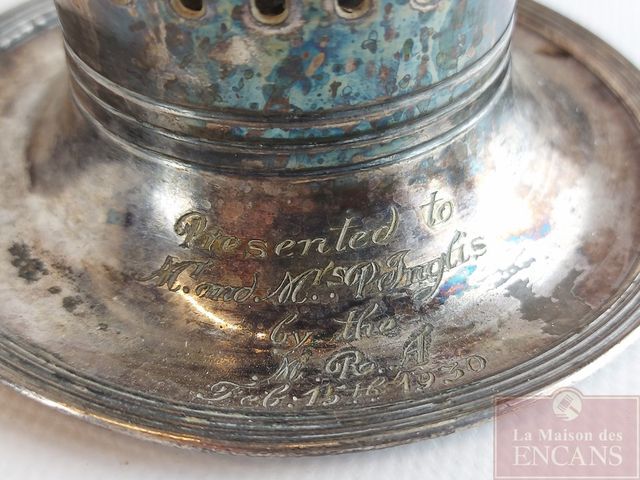 Presented to
Mr. and. Mrs. P. Inglis
by the
N. R. A
Feb. 15th 1930
La Maison des
ENCANS